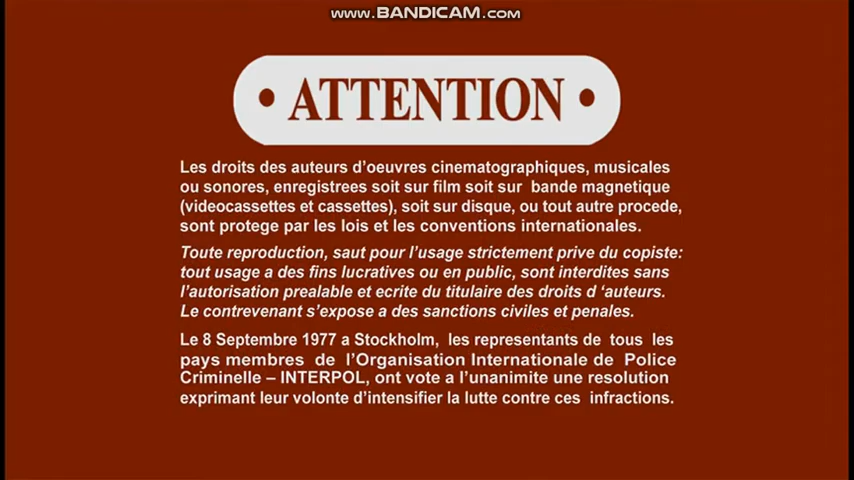 www.BANDICAM.com
• ATTENTION •
Les droits des auteurs d’oeuvres cinematographiques, musicales
ou sonores, enregistrees soit sur film soit sur bande magnetique
(videocassettes et cassettes), soit sur disque, ou tout autre procede,
sont protege par les lois et les conventions internationales.
Toute reproduction, saut pour l’usage strictement prive du copiste:
tout usage a des fins lucratives ou en public, sont interdites sans
l’autorisation prealable et ecrite du titulaire des droits d ‘auteurs.
Le contrevenant s’expose a des sanctions civiles et penales.
Le 8 Septembre 1977 a Stockholm, les representants de tous les
pays membres de l’Organisation Internationale de Police
Criminelle – INTERPOL, ont vote a l’unanimite une resolution
exprimant leur volonte d’intensifier la lutte contre ces infractions.